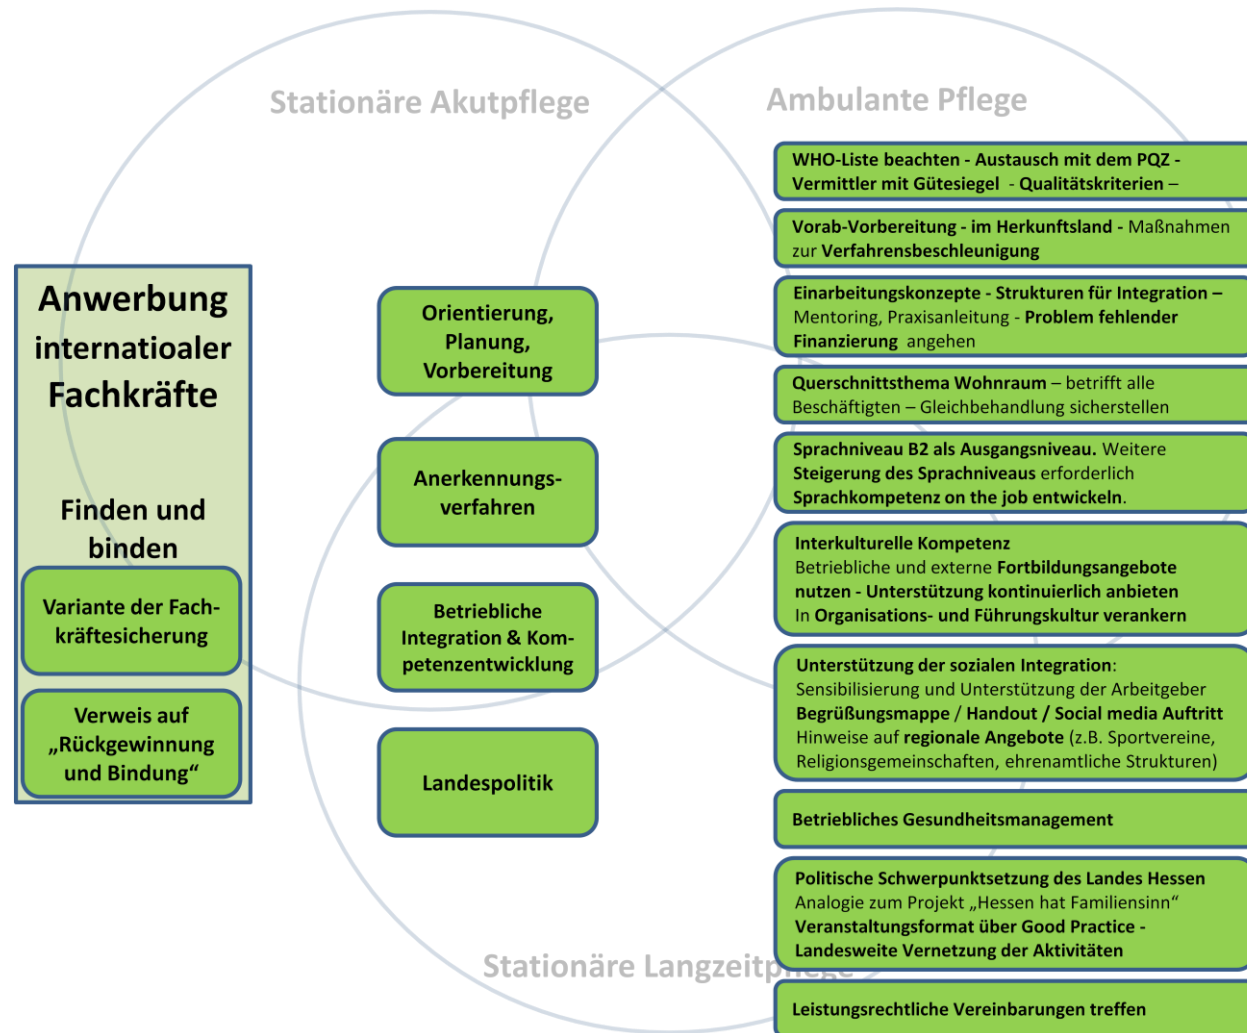 Stationäre Akutpflege
Ambulante Pflege
Anwerbung
internatioaler
Fachkräfte
Finden und
binden
Variante der Fach-
kräftesicherung
Verweis auf
„Rückgewinnung
und Bindung“
Orientierung,
Planung,
Vorbereitung
Anerkennungs-
verfahren
Betriebliche
Integration & Kom-
petenzentwicklung
Landespolitik
WHO-Liste beachten - Austausch mit dem PQZ -
Vermittler mit Gütesiegel - Qualitätskriterien –
Vorab-Vorbereitung - im Herkunftsland - Maßnahmen
zur Verfahrensbeschleunigung
Einarbeitungskonzepte - Strukturen für Integration –
Mentoring, Praxisanleitung - Problem fehlender
Finanzierung angehen
Querschnittsthema Wohnraum – betrifft alle
Beschäftigten – Gleichbehandlung sicherstellen
Sprachniveau B2 als Ausgangsniveau. Weitere
Steigerung des Sprachniveaus erforderlich
Sprachkompetenz on the job entwickeln.
Interkulturelle Kompetenz
Betriebliche und externe Fortbildungsangebote
nutzen - Unterstützung kontinuierlich anbieten
In Organisations- und Führungskultur verankern
Unterstützung der sozialen Integration:
Sensibilisierung und Unterstützung der Arbeitgeber
Begrüßungsmappe / Handout / Social media Auftritt
Hinweise auf regionale Angebote (z.B. Sportvereine,
Religionsgemeinschaften, ehrenamtliche Strukturen)
Betriebliches Gesundheitsmanagement
Politische Schwerpunktsetzung des Landes Hessen
Analogie zum Projekt „Hessen hat Familiensinn“
Veranstaltungsformat über Good Practice -
Landesweite Vernetzung der Aktivitäten
Stationäre Langzeitpflege
Leistungsrechtliche Vereinbarungen treffen